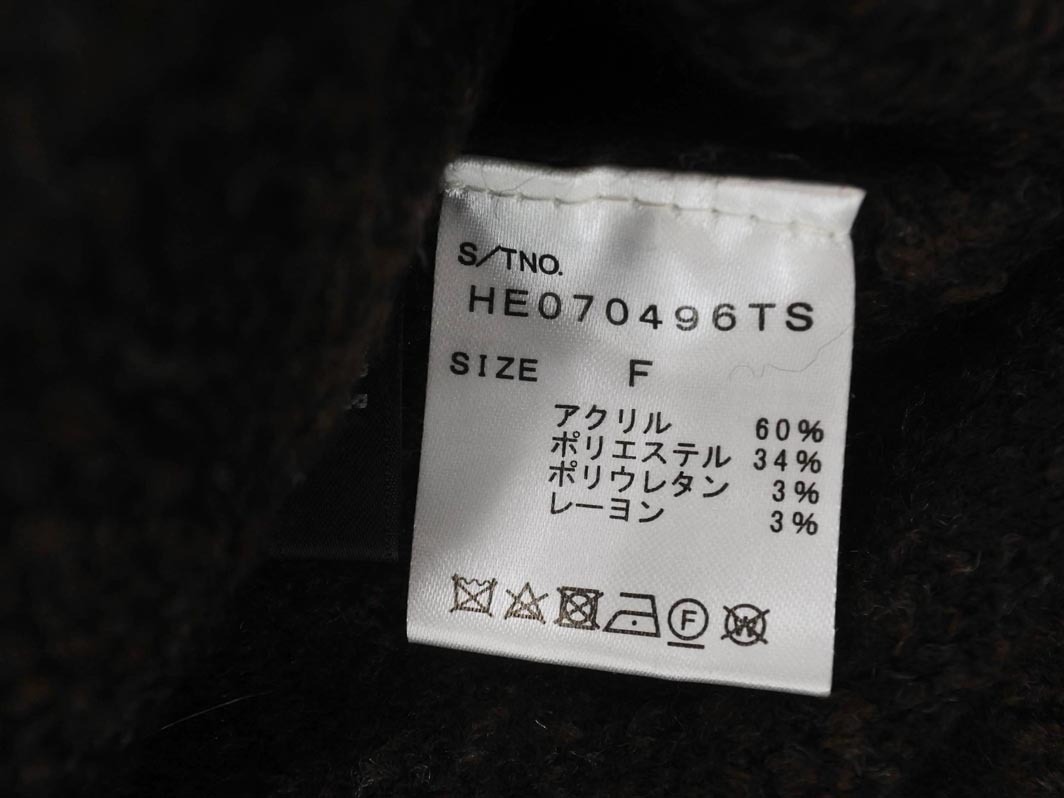 S/TNO.
HE070496TS
SIZE F
アクリル 60%
ポリエステル 34%
ポリウレタン 3%
レーヨン 3%
F W